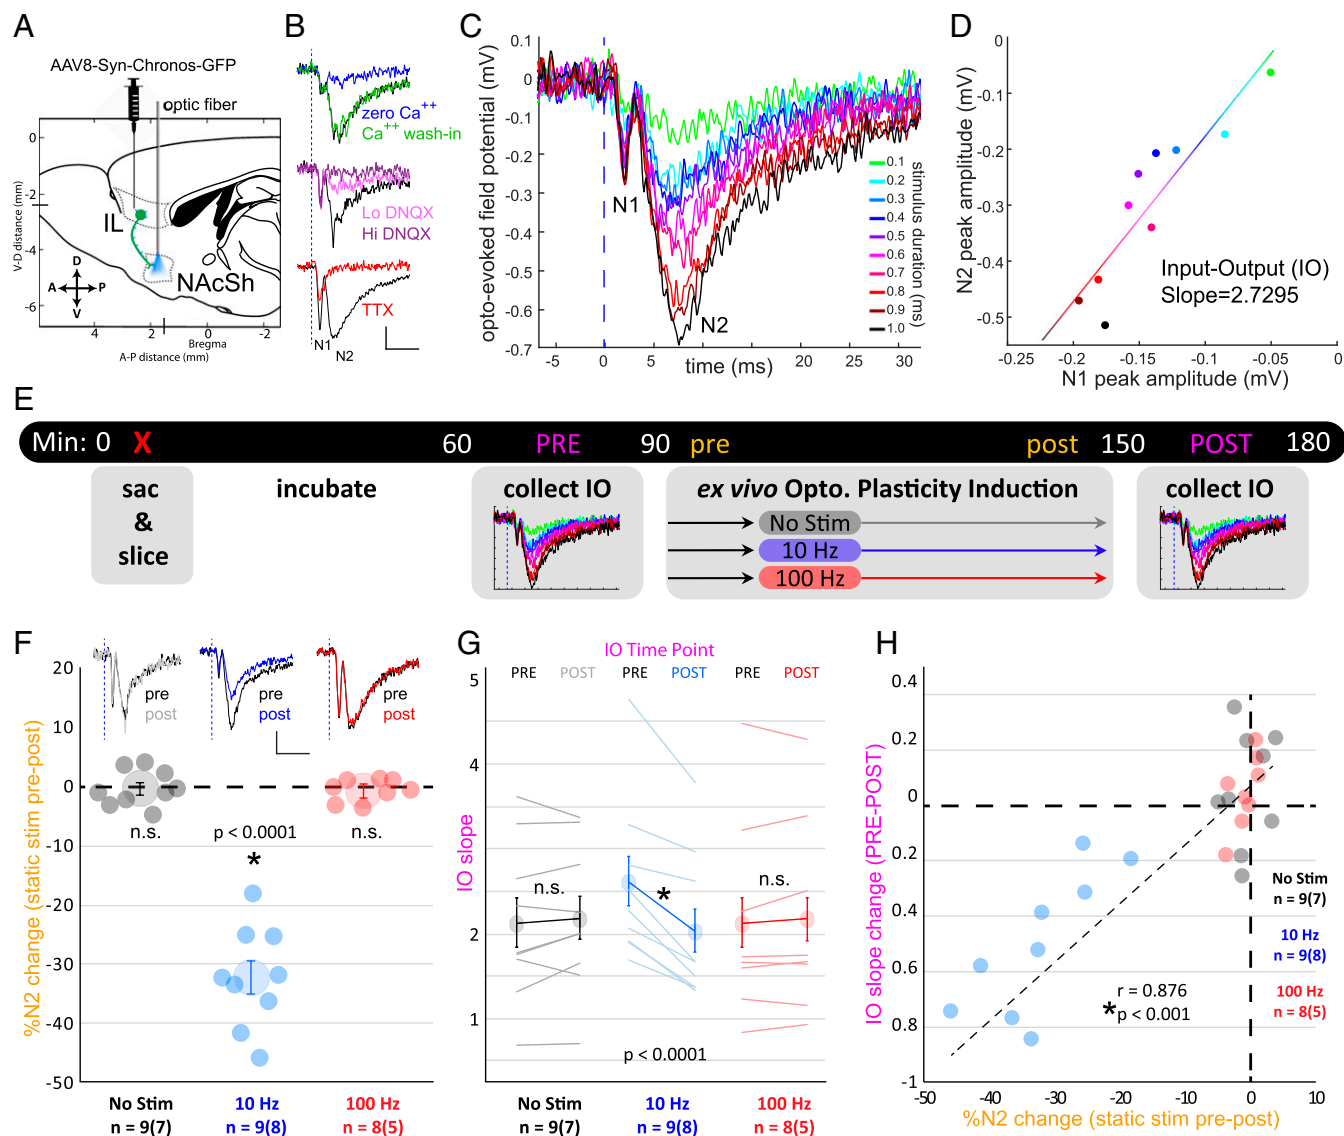 A
AAV8-Syn-Chronos-GFP
optic fiber
0
-2
-4
-6
V-D distance (mm)
IL
NAcSh
D
A
P
V
4
2
0
-2
Bregma
A-P distance (mm)
B
zero Ca++
Ca++ wash-in
Lo DNQX
Hi DNQX
TTX
N1
N2
C
opto-evoked field potential (mV)
0.1
0
-0.1
-0.2
-0.3
-0.4
-0.5
-0.6
-0.7
N1
N2
0.1
0.2
0.3
0.4
0.5
0.6
0.7
0.8
0.9
1.0
stimulus duration (ms)
-5
0
5
10
15
20
25
30
time (ms)
D
N2 peak amplitude (mV)
0
-0.1
-0.2
-0.3
-0.4
-0.5
Input-Output (IO)
Slope=2.7295
-0.25
-0.2
-0.15
-0.1
-0.05
0
N1 peak amplitude (mV)
E
Min: 0 X 60 PRE 90 pre post 150 POST 180
sac
&
slice
incubate
collect IO
ex vivo Opto. Plasticity Induction
No Stim
10 Hz
100 Hz
collect IO
F
%N2 change (static stim pre-post)
20
10
0
-10
-20
-30
-40
-50
pre
post
pre
post
pre
post
n.s.
p < 0.0001
*
n.s.
No Stim
n = 9(7)
10 Hz
n = 9(8)
100 Hz
n = 8(5)
G
IO Time Point
PRE POST PRE POST PRE POST
IO slope
5
4
2
1
n.s.
*
n.s.
p < 0.0001
No Stim
n = 9(7)
10 Hz
n = 9(8)
100 Hz
n = 8(5)
H
IO slope change (PRE-POST)
0.4
0.2
0
0.2
0.4
0.6
0.8
-1
No Stim
n = 9(7)
10 Hz
n = 9(8)
100 Hz
n = 8(5)
r = 0.876
*
p < 0.001
-50
-40
-30
-20
-10
0
10
%N2 change (static stim pre-post)